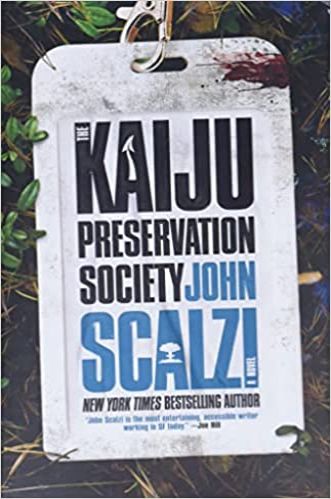 THE
KAIJU
PRESERVATION
SOCIETY JOHN
SCALZI
A NOVEL
NEW YORK TIMES BESTSELLING AUTHOR
"John Scalzi is the most entertaining, accessible writer
working in SF today." —Joe Hill